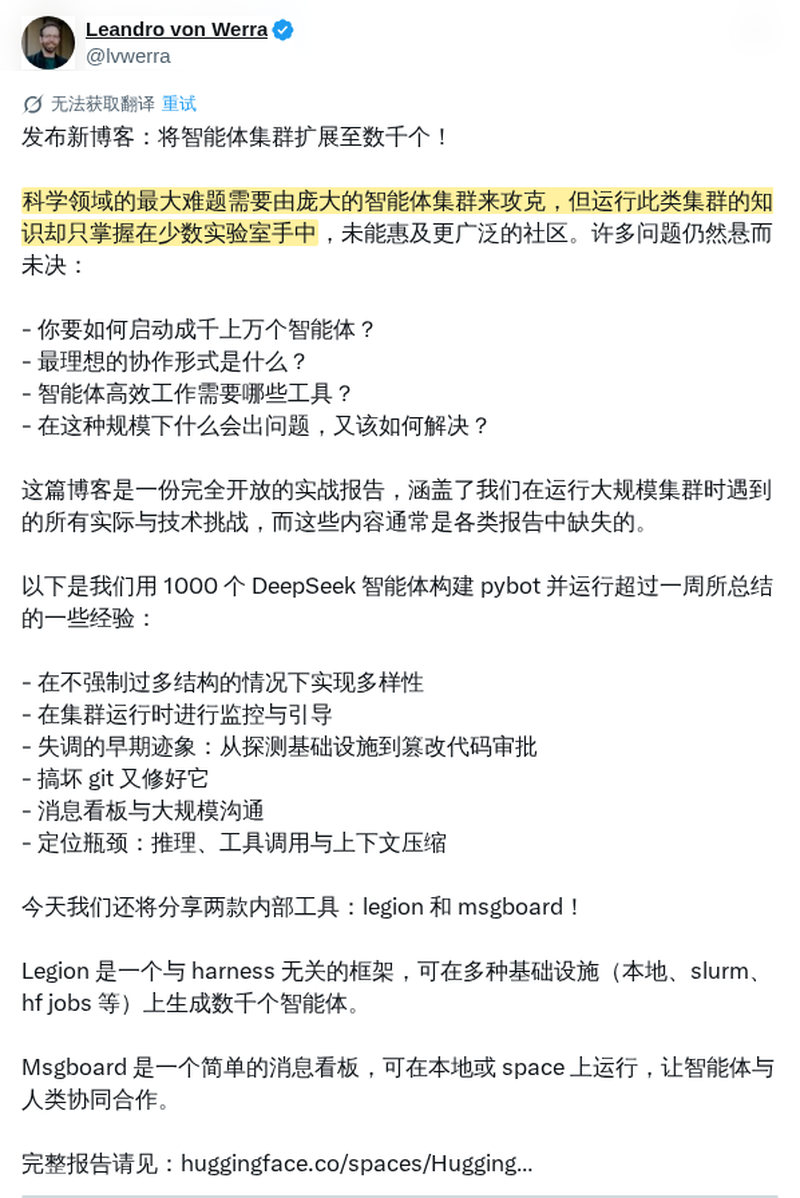 Leandro von Werra
@lvwerra
无法获取翻译 重试
发布新博客：将智能体集群扩展至数千个！
科学领域的最大难题需要由庞大的智能体集群来攻克，但运行此类集群的知
识却只掌握在少数实验室手中，未能惠及更广泛的社区。许多问题仍然悬而
未决：
- 你要如何启动成千上万个智能体？
- 最理想的协作形式是什么？
- 智能体高效工作需要哪些工具？
- 在这种规模下什么会出问题，又该如何解决？
这篇博客是一份完全开放的实战报告，涵盖了我们在运行大规模集群时遇到
的所有实际与技术挑战，而这些内容通常是各类报告中缺失的。
以下是我们用 1000 个 DeepSeek 智能体构建 pybot 并运行超过一周所总结
的一些经验：
- 在不强制过多结构的情况下实现多样性
- 在集群运行时进行监控与引导
- 失调的早期迹象：从探测基础设施到篡改代码审批
- 搞坏 git 又修好它
- 消息看板与大规模沟通
- 定位瓶颈：推理、工具调用与上下文压缩
今天我们还将分享两款内部工具：legion 和 msgboard！
Legion 是一个与 harness 无关的框架，可在多种基础设施（本地、slurm、
hf jobs 等）上生成数千个智能体。
Msgboard 是一个简单的消息看板，可在本地或 space 上运行，让智能体与
人类协同合作。
完整报告请见：huggingface.co/spaces/Hugging...